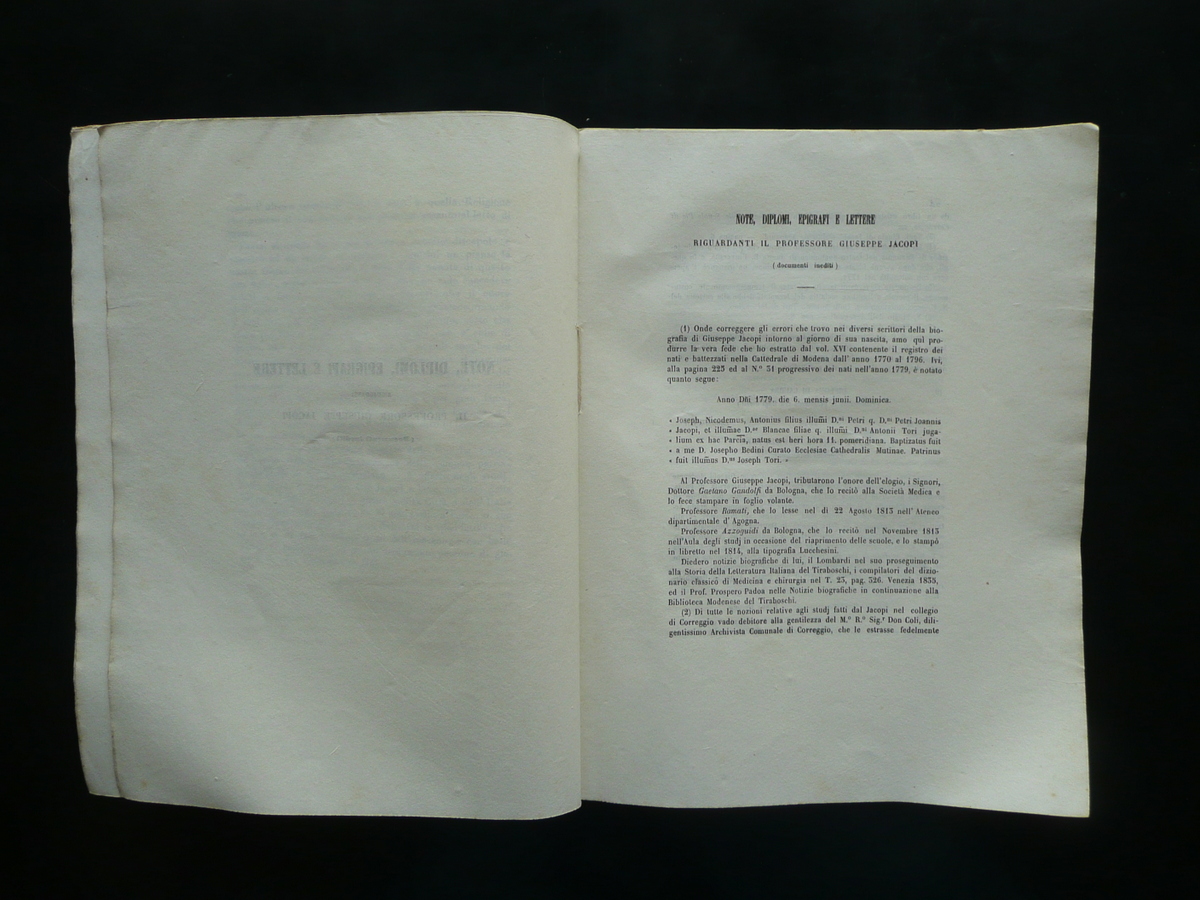 NOTE, DIPLOMI, EPIGRAFI E LETTERE
RIGUARDANTI IL PROFESSORE GIUSEPPE JACOPI
(documenti inediti)
(1) Onde correggere gli errori che trovo nei diversi scrittori della bio-
grafia di Giuseppe Jacopi intorno al giorno di sua nascita, amo quì pro-
durre la vera fede che ho estratto dal vol. XVI contenente il registro dei
nati e battezzati nella Cattedrale di Modena dall' anno 1770 al 1796. Ivi,
alla pagina 225 ed al N.º 51 progressivo dei nati nell'anno 1779, è notato
quanto segue:
Anno Dñi 1779. die 6. mensis junii. Dominica.
« Joseph, Nicodemus, Antonius filius illum̃i D.ni Petri q. D.ni Petri Joannis
« Jacopi, et illum̃ae D.ae Blancae filiae q. illum̃i D.ni Antonii Tori juga-
« lium ex hac Parcĩa, natus est heri hora 11. pomeridiana. Baptizatus fuit
« a me D. Josepho Bedini Curato Ecclesiae Cathedralis Mutinae. Patrinus
« fuit illum̃us D.nus Joseph Tori. »
Al Professore Giuseppe Jacopi, tributarono l'onore dell'elogio, i Signori,
Dottore Gaetano Gandolfi da Bologna, che lo recitò alla Società Medica e
lo fece stampare in foglio volante.
Professore Ramati, che lo lesse nel dì 22 Agosto 1813 nell' Ateneo
dipartimentale d' Agogna.
Professore Azzoguidi da Bologna, che lo recitò nel Novembre 1813
nell'Aula degli studj in occasione del riaprimento delle scuole, e lo stampò
in libretto nel 1814, alla tipografia Lucchesini.
Diedero notizie biografiche di lui, il Lombardi nel suo proseguimento
alla Storia della Letteratura Italiana del Tiraboschi, i compilatori del dizio-
nario classico di Medicina e chirurgia nel T. 23, pag. 326. Venezia 1835,
ed il Prof. Prospero Padoa nelle Notizie biografiche in continuazione alla
Biblioteca Modenese del Tiraboschi.
(2) Di tutte le nozioni relative agli studj fatti dal Jacopi nel collegio
di Correggio vado debitore alla gentilezza del M.º R.º Sig.r Don Coli, dili-
gentissimo Archivista Comunale di Correggio, che le estrasse fedelmente